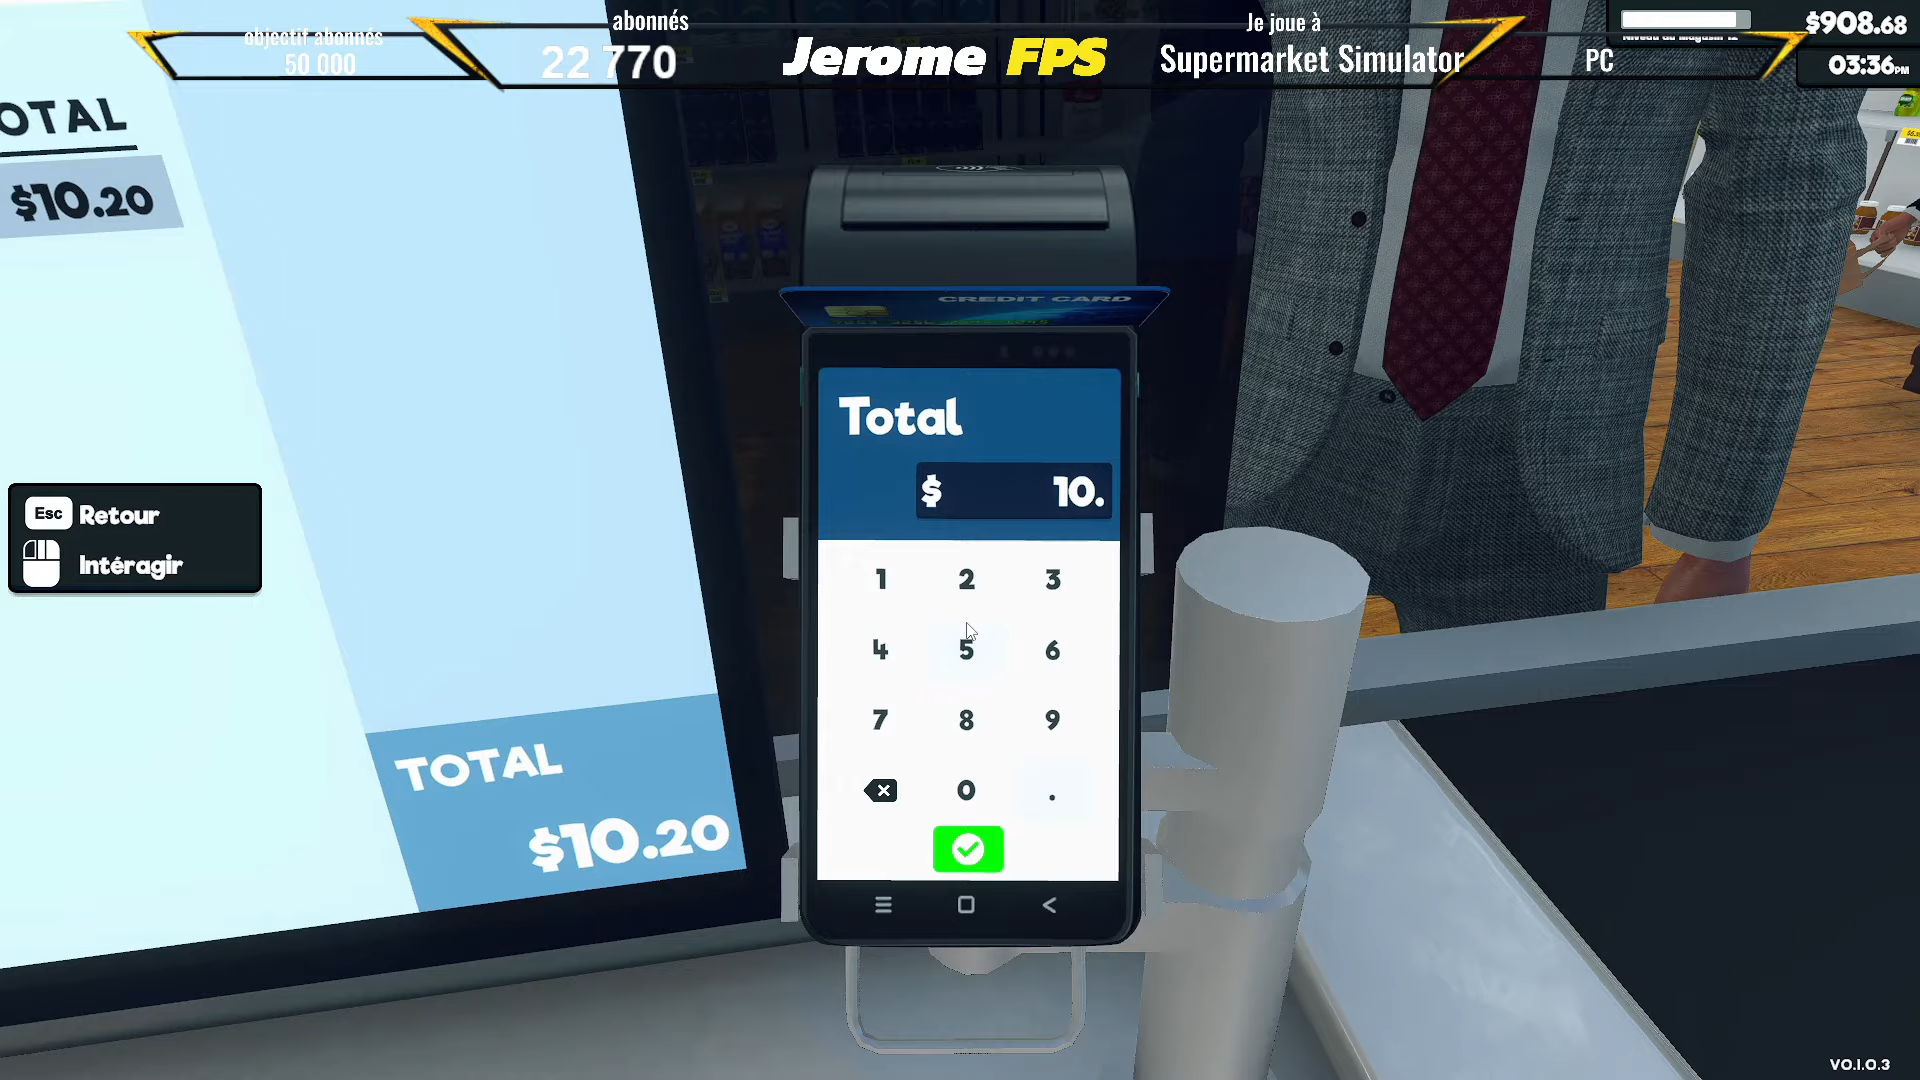 objectif abonnés
50 000
abonnés
22 770
Jerome FPS
Je joue à
Supermarket Simulator
PC
$908.68
03:36PM
OTAL
$10.20
CREDIT CARD
Total
$ 10.
1 2 3
4 5 6
7 8 9
0 .
Esc Retour
Intéragir
TOTAL
$10.20
V0.1.0.3